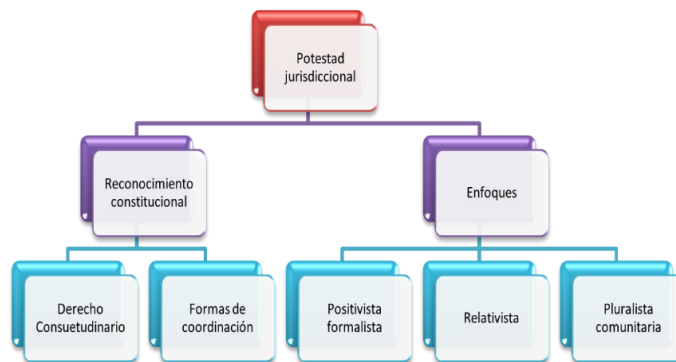 Potestad
jurisdiccional
Reconocimiento
constitucional
Enfoques
Derecho
Consuetudinario
Formas de
coordinación
Positivista
formalista
Relativista
Pluralista
comunitaria